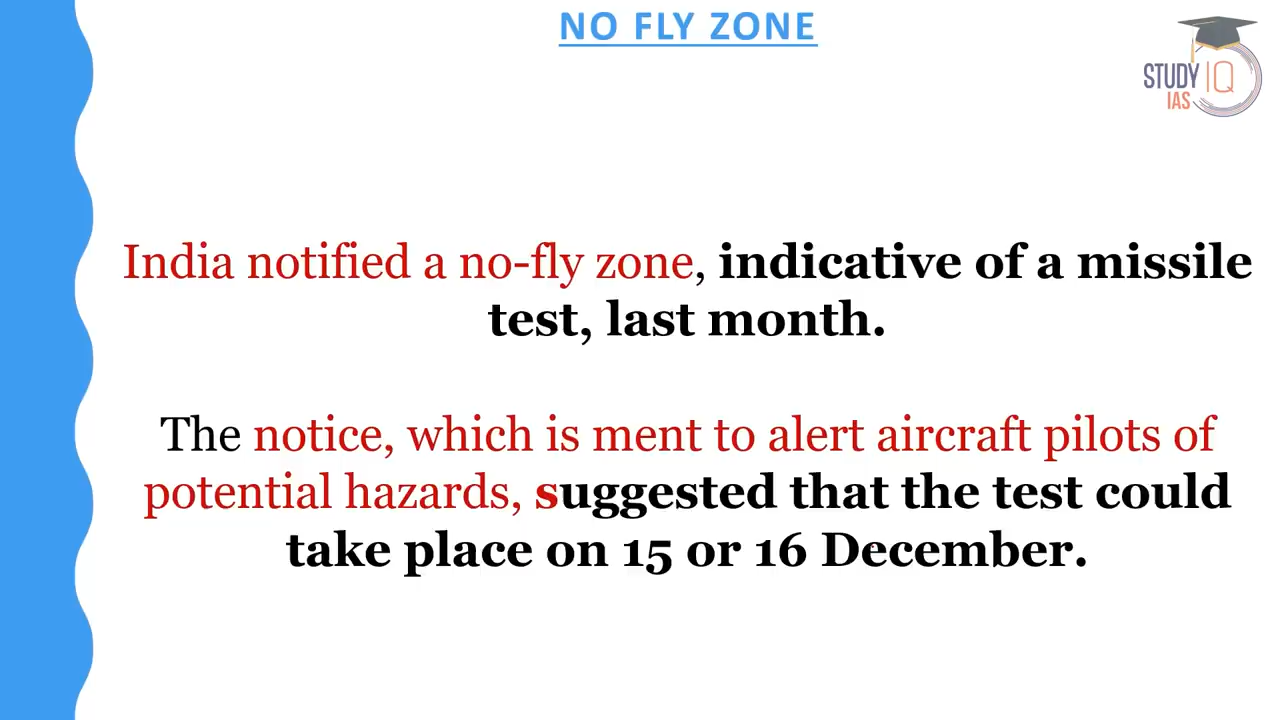 NO FLY ZONE
STUDY IQ
IAS
India notified a no-fly zone, indicative of a missile
test, last month.
The notice, which is ment to alert aircraft pilots of
potential hazards, suggested that the test could
take place on 15 or 16 December.